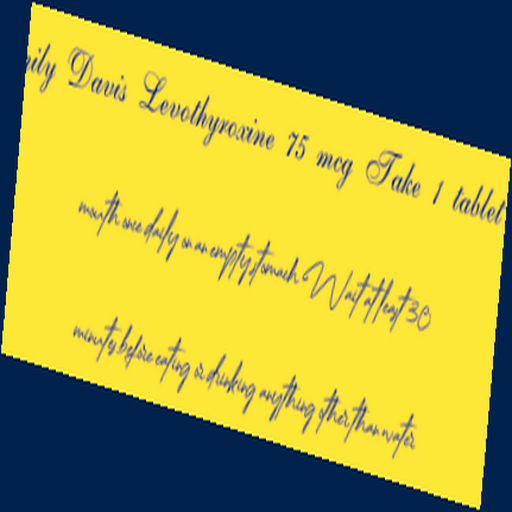 ily Davis Levothyroxine 75 mcg Take 1 tablet
mouth once daily on an empty stomach Wait at least 30
minutes before eating or drinking anything other than water